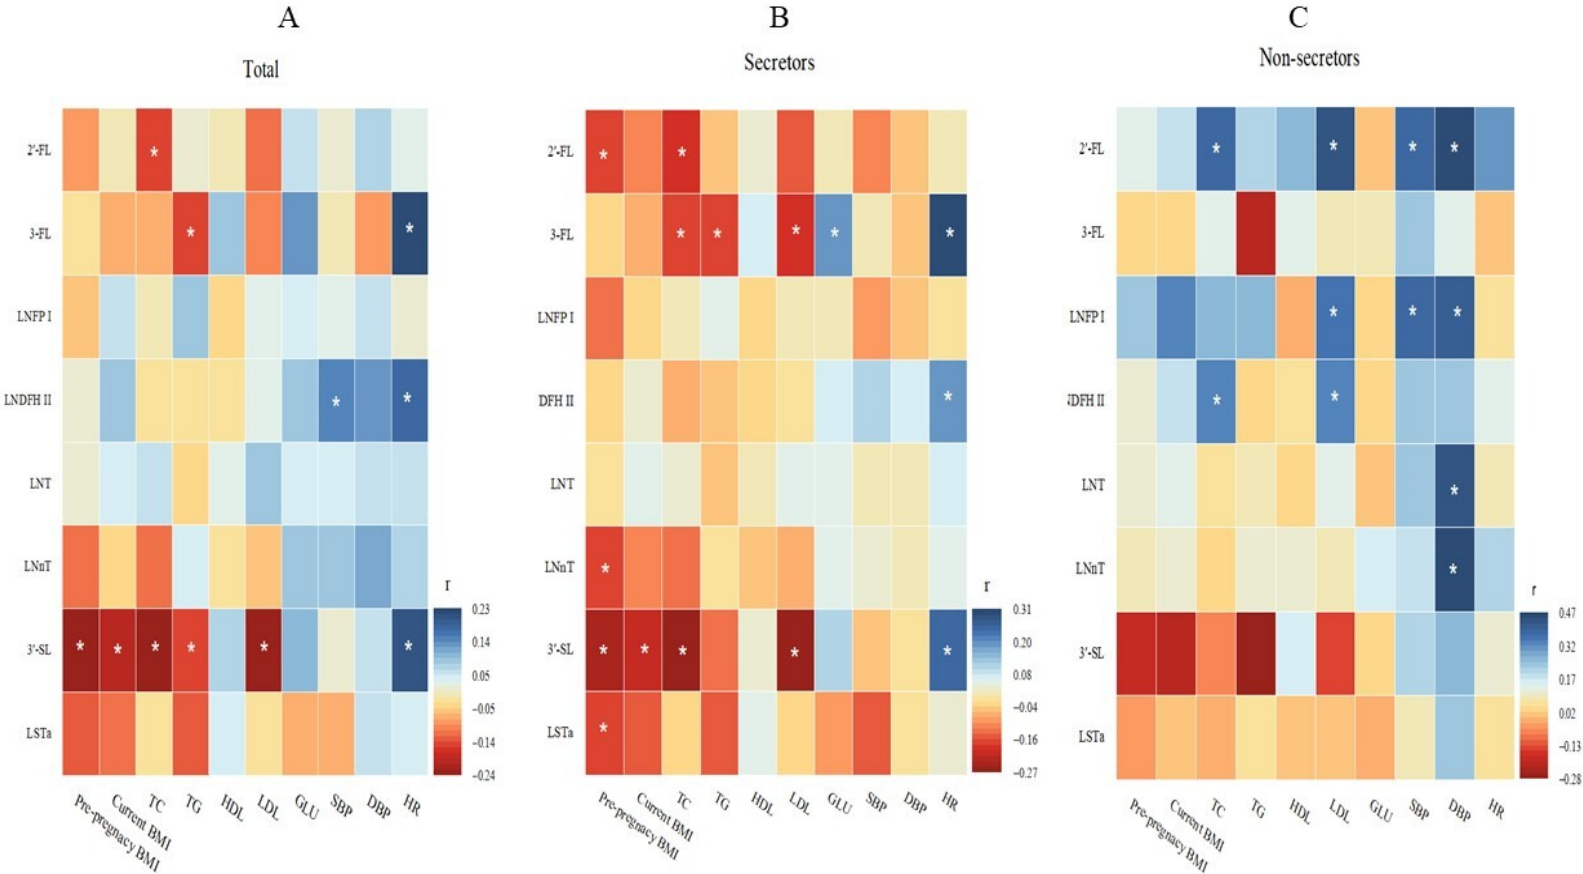 A
B
C
Total
Secretors
Non-secretors
2'-FL
3-FL
LNFP I
LNDFH II
LNT
LNnT
3'-SL
LSTa
* * * * * * * * * * * *
Pre-pregnacy BMI
Current BMI
TC
TG
HDL
LDL
GLU
SBP
DBP
HR
r
0.23
0.14
0.05
−0.05
−0.14
−0.24
2'-FL
3-FL
LNFP I
DFH II
LNT
LNnT
3'-SL
LSTa
* * * * * * * * * * * * * * *
Pre-pregnacy BMI
Current BMI
TC
TG
HDL
LDL
GLU
SBP
DBP
HR
r
0.31
0.20
0.08
−0.04
−0.16
−0.27
2'-FL
3-FL
LNFP I
DFH II
LNT
LNnT
3'-SL
LSTa
* * * * * * * * * * *
Pre-pregnacy BMI
Current BMI
TC
TG
HDL
LDL
GLU
SBP
DBP
HR
r
0.47
0.32
0.17
0.02
−0.13
−0.28